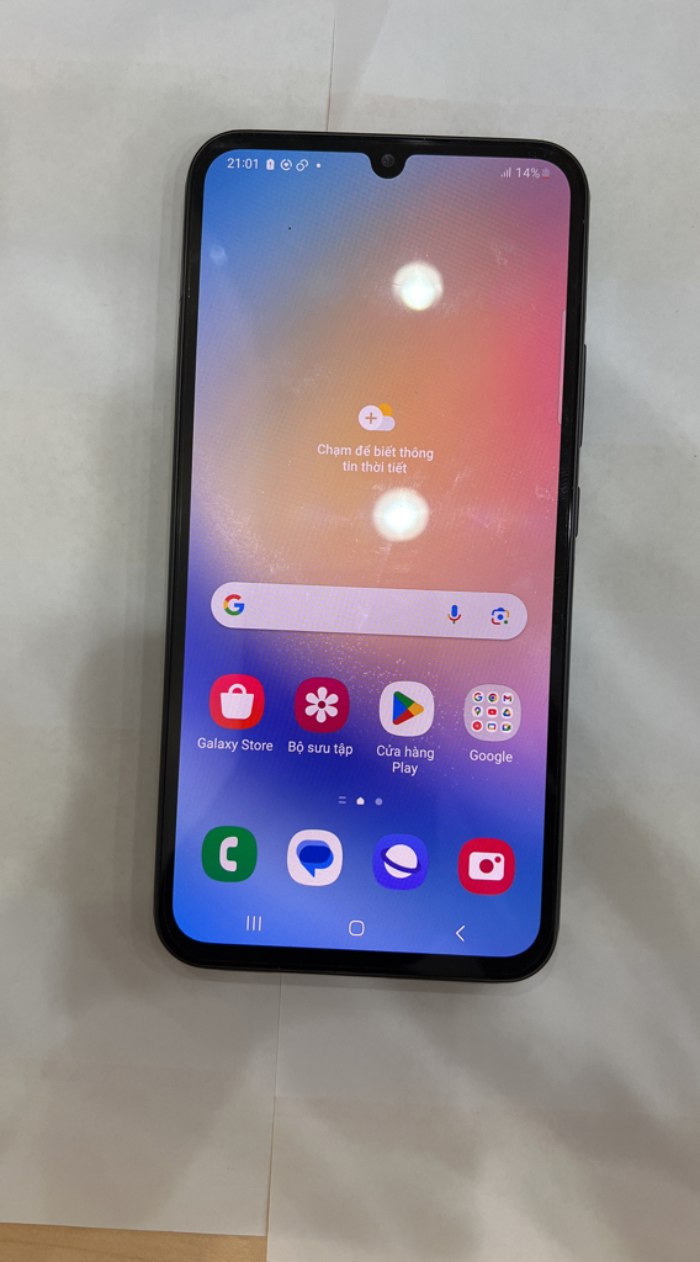 21:01
14%
Chạm để biết thông
tin thời tiết
Galaxy Store
Bộ sưu tập
Cửa hàng
Play
Google